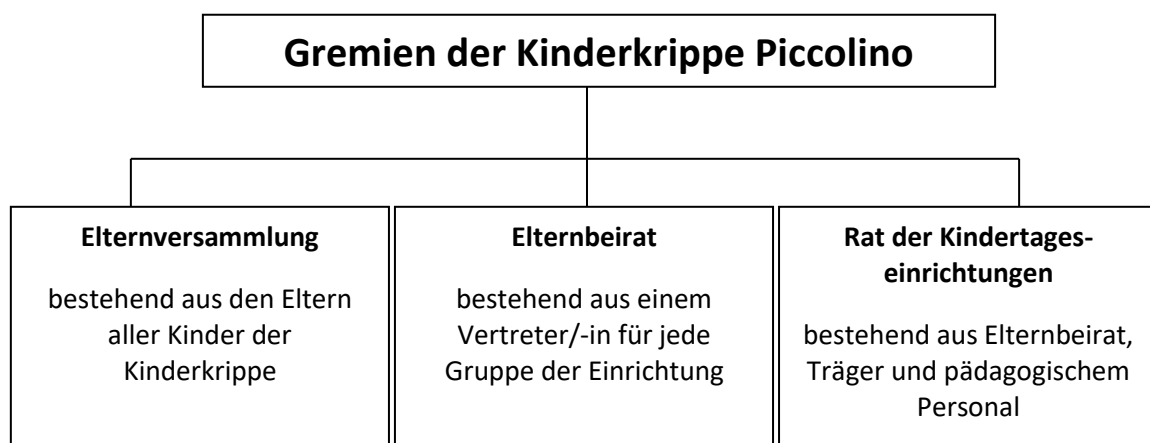 Gremien der Kinderkrippe Piccolino
Elternversammlung
bestehend aus den Eltern
aller Kinder der
Kinderkrippe
Elternbeirat
bestehend aus einem
Vertreter/-in für jede
Gruppe der Einrichtung
Rat der Kindertages-
einrichtungen
bestehend aus Elternbeirat,
Träger und pädagogischem
Personal